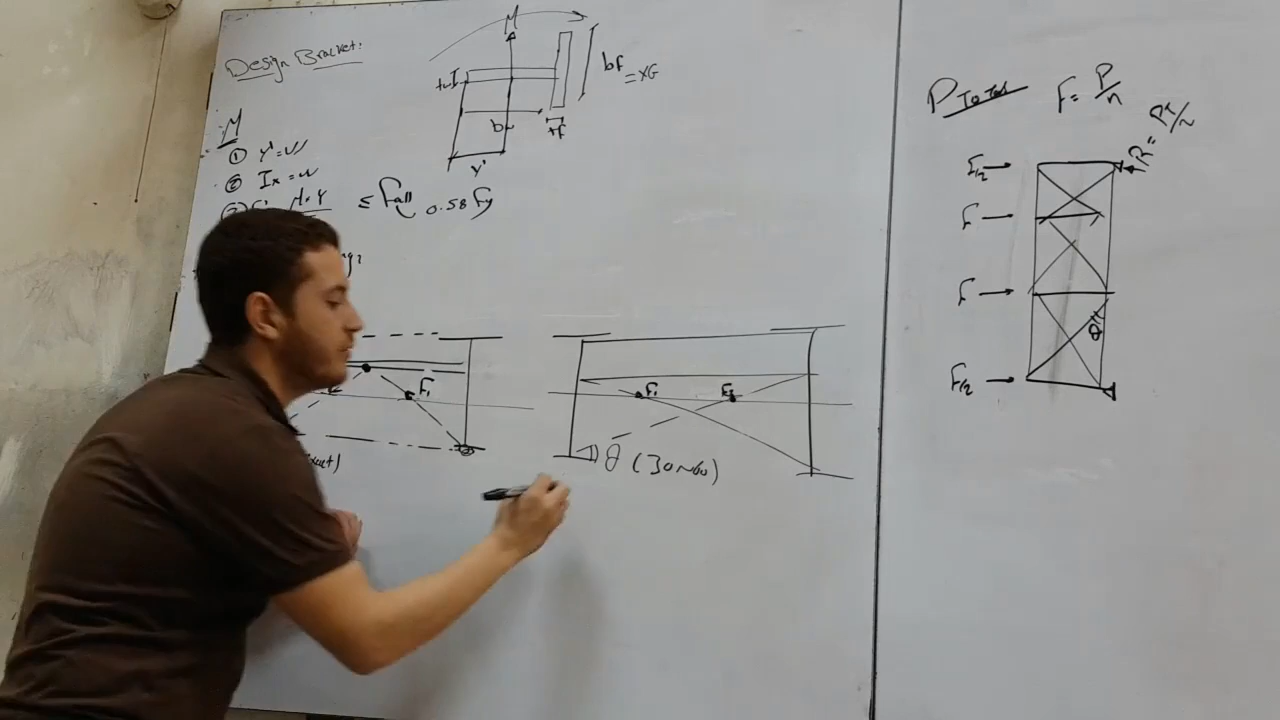 Design Bracket:
M
tw
bw
tf
y'
bf = XG
M
① y' = ✓✓
② Ix = ✓
③ M.Y ≤ Fall 0.58 Fy
F1
F1
F2
θ (30~60)
P Total
F = P/n
F/2
R =
F
F
F/2